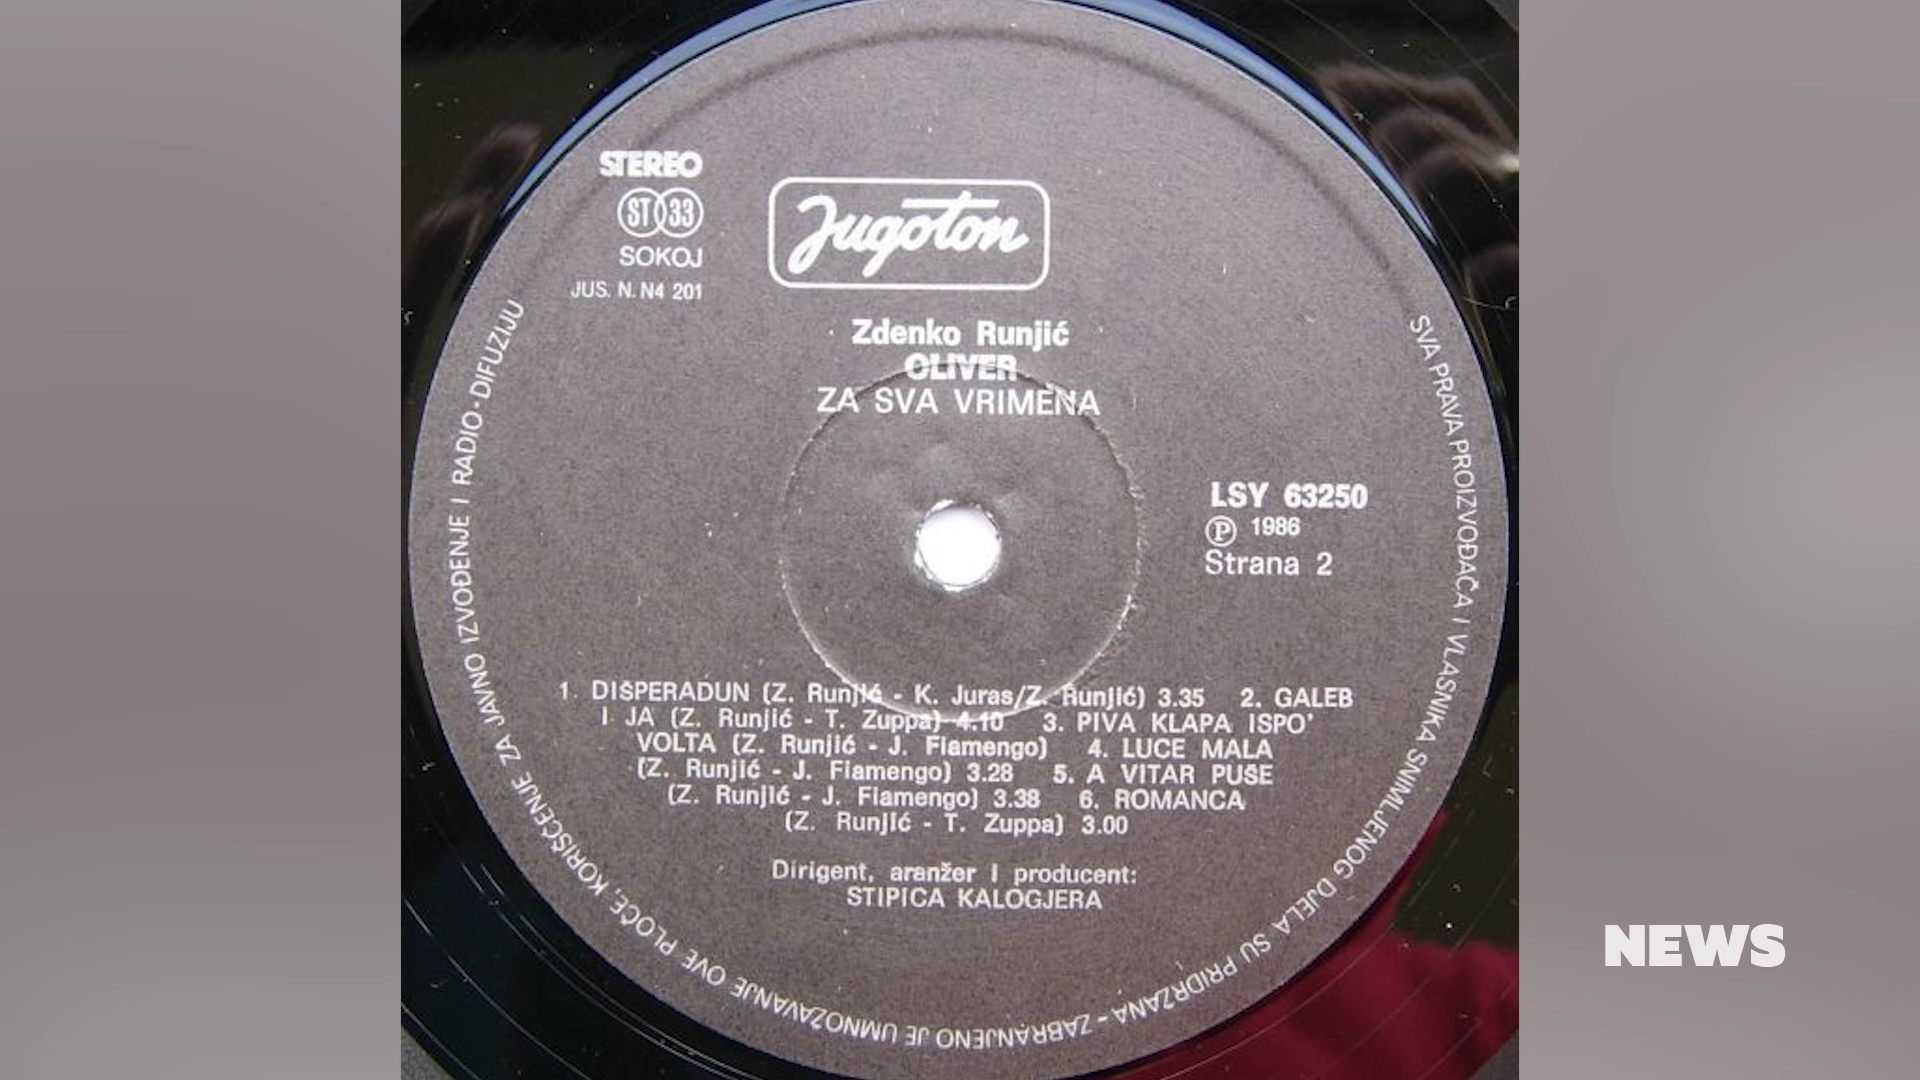 STEREO
ST 33
SOKOJ
JUS. N. N4 201
Jugoton
Zdenko Runjić
OLIVER
ZA SVA VRIMENA
LSY 63250
Ⓟ 1986
Strana 2
1. DIŠPERADUN (Z. Runjić - K. Juras/Z. Runjić) 3.35 2. GALEB
I JA (Z. Runjić - T. Zuppa) 4.10 3. PIVA KLAPA ISPO'
VOLTA (Z. Runjić - J. Fiamengo) 4. LUCE MALA
(Z. Runjić - J. Fiamengo) 3.28 5. A VITAR PUŠE
(Z. Runjić - J. Fiamengo) 3.38 6. ROMANCA
(Z. Runjić - T. Zuppa) 3.00
Dirigent, aranžer i producent:
STIPICA KALOGJERA
SVA PRAVA PROIZVOĐAČA I VLASNIKA SNIMLJENOG DJELA SU PRIDRŽANA - ZABRANJENO JE UMNOŽAVANJE OVE PLOČE, KORIŠĆENJE ZA JAVNO IZVOĐENJE I RADIO-DIFUZIJU
NEWS